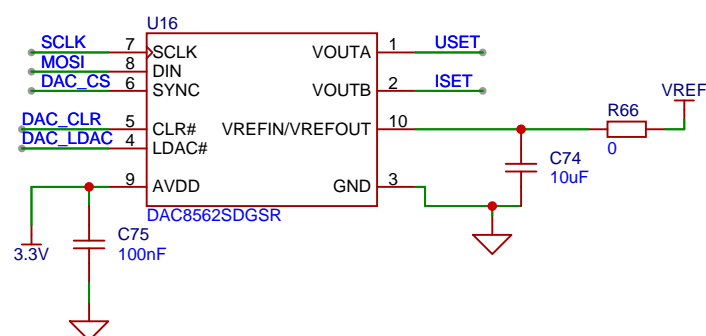 U16
SCLK 7 SCLK VOUTA 1 USET
MOSI 8 DIN
DAC_CS 6 SYNC VOUTB 2 ISET
VREF
DAC_CLR 5 CLR# VREFIN/VREFOUT 10 R66
DAC_LDAC 4 LDAC# 0
C74
10uF
9 AVDD GND 3
DAC8562SDGSR
C75
3.3V 100nF